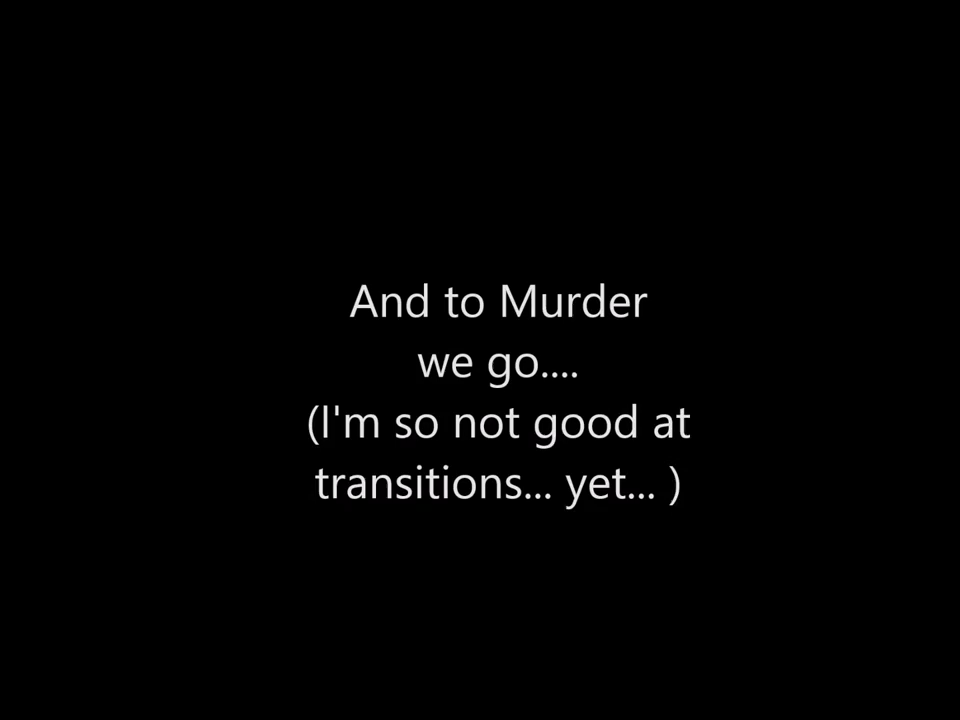 And to Murder
we go....
(I'm so not good at
transitions... yet... )